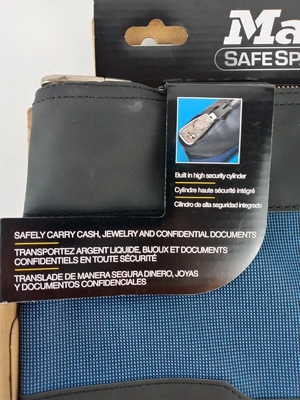 Ma
SAFESP
Built in high security cylinder
Cylindre haute sécurité intégré
Cilindro de alta seguridad integrado
SAFELY CARRY CASH, JEWELRY AND CONFIDENTIAL DOCUMENTS
TRANSPORTEZ ARGENT LIQUIDE, BIJOUX ET DOCUMENTS
CONFIDENTIELS EN TOUTE SÉCURITÉ
TRANSLADE DE MANERA SEGURA DINERO, JOYAS
Y DOCUMENTOS CONFIDENCIALES